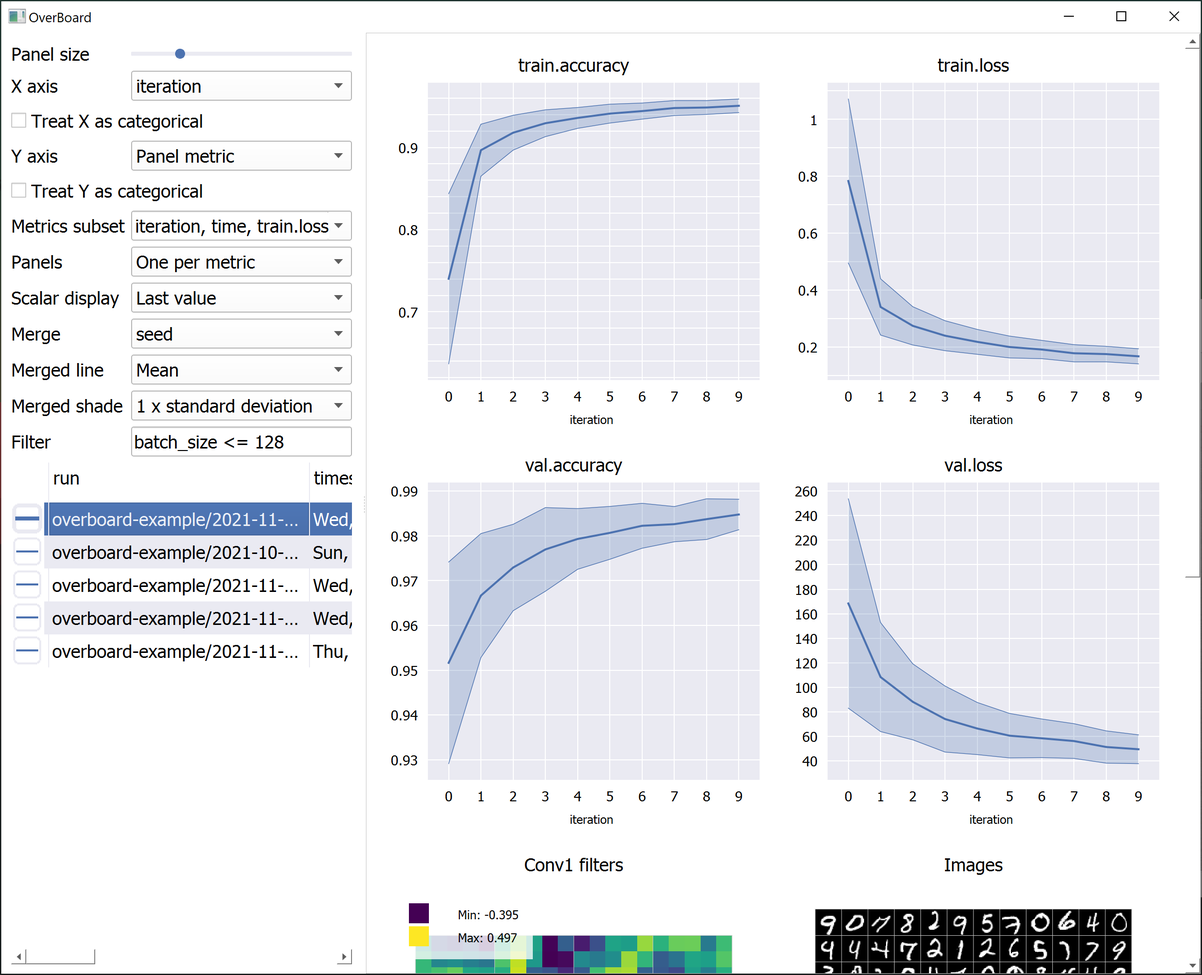 OverBoard
Panel size
X axis
iteration
Treat X as categorical
Y axis
Panel metric
Treat Y as categorical
Metrics subset
iteration, time, train.loss
Panels
One per metric
Scalar display
Last value
Merge
seed
Merged line
Mean
Merged shade
1 x standard deviation
Filter
batch_size <= 128
run times
overboard-example/2021-11-... Wed,
overboard-example/2021-10-... Sun,
overboard-example/2021-11-... Wed,
overboard-example/2021-11-... Wed,
overboard-example/2021-11-... Thu,
train.accuracy
0.9
0.8
0.7
0 1 2 3 4 5 6 7 8 9
iteration
train.loss
1
0.8
0.6
0.4
0.2
0 1 2 3 4 5 6 7 8 9
iteration
val.accuracy
0.99
0.98
0.97
0.96
0.95
0.94
0.93
0 1 2 3 4 5 6 7 8 9
iteration
val.loss
260
240
220
200
180
160
140
120
100
80
60
40
0 1 2 3 4 5 6 7 8 9
iteration
Conv1 filters
Min: -0.395
Max: 0.497
Images
9 0 7 8 2 9 5 7 0 6 4 0
9 4 4 7 2 1 2 6 5 1 7 9